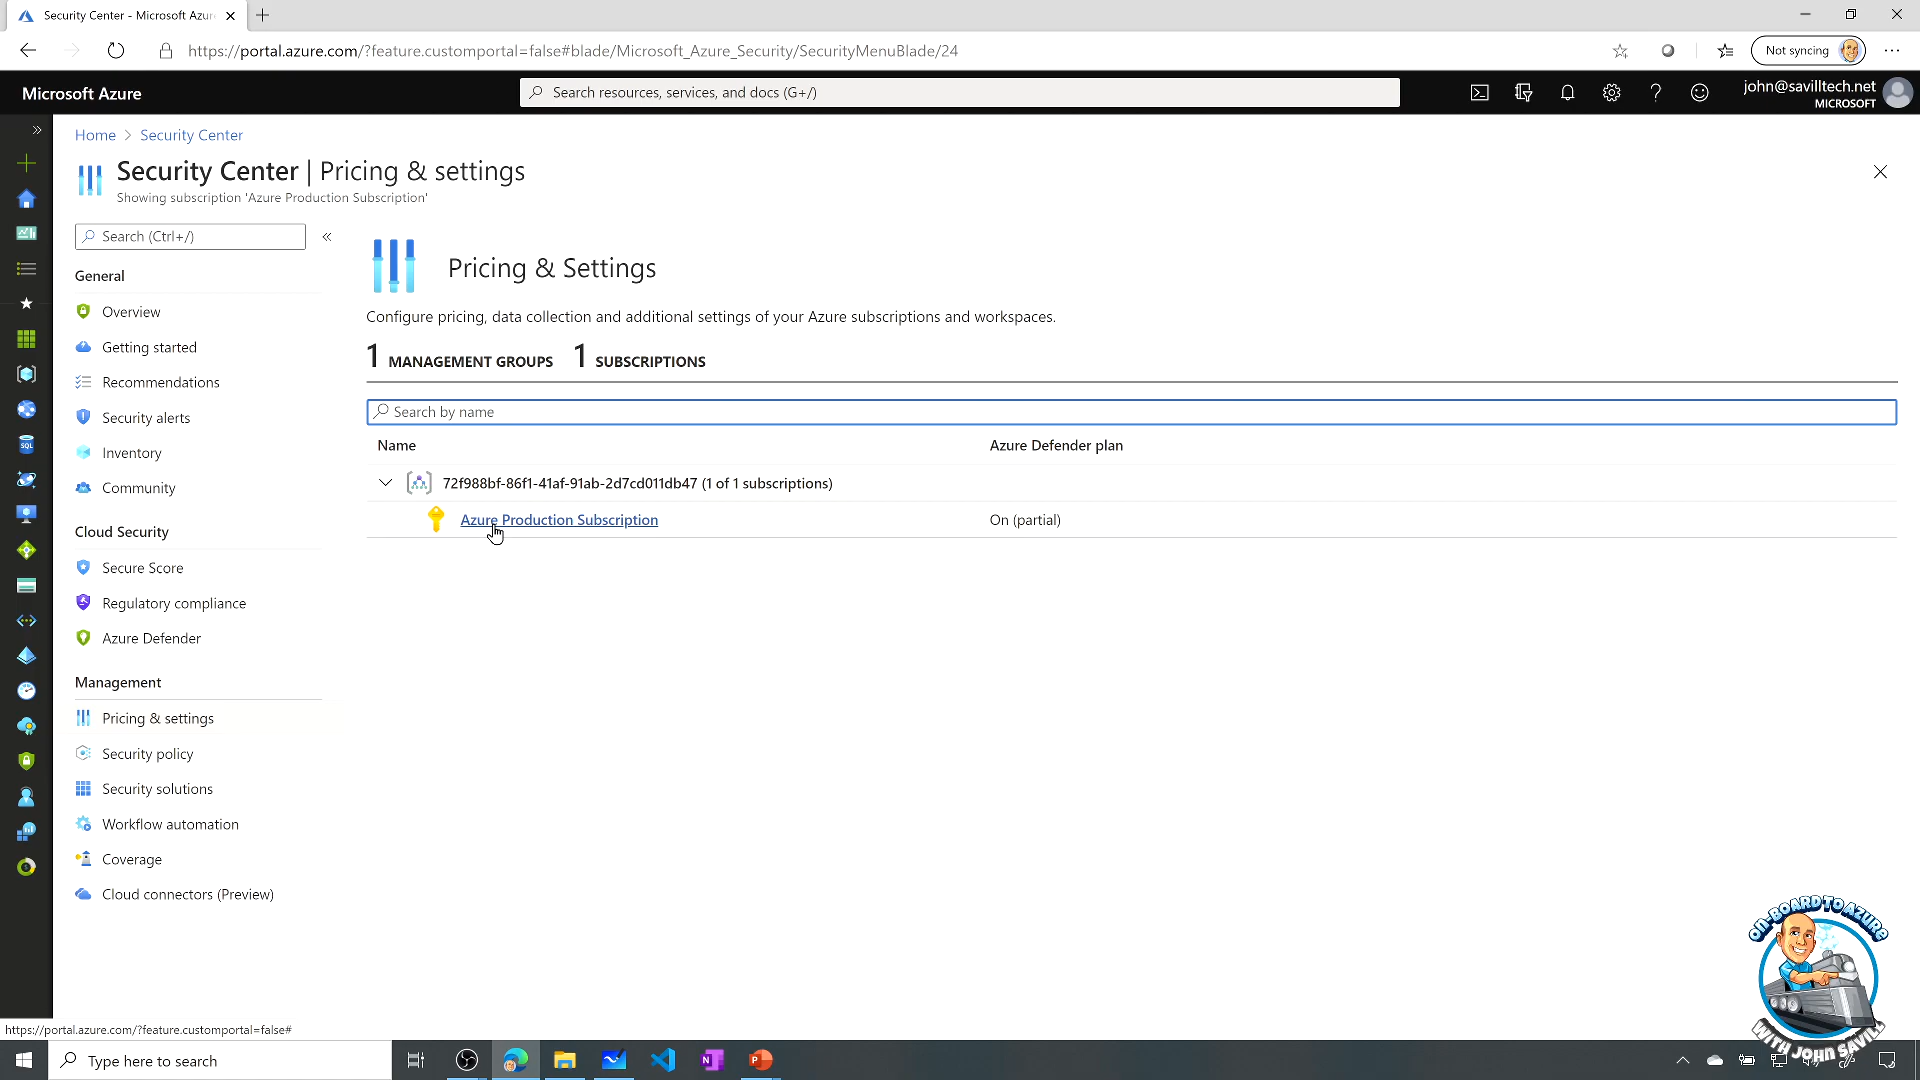 Security Center - Microsoft Azur
https://portal.azure.com/?feature.customportal=false#blade/Microsoft_Azure_Security/SecurityMenuBlade/24
Not syncing
Microsoft Azure
Search resources, services, and docs (G+/)
john@savilltech.net
MICROSOFT
Home > Security Center
Security Center | Pricing & settings
Showing subscription 'Azure Production Subscription'
Search (Ctrl+/)
General
Overview
Getting started
Recommendations
Security alerts
Inventory
Community
Cloud Security
Secure Score
Regulatory compliance
Azure Defender
Management
Pricing & settings
Security policy
Security solutions
Workflow automation
Coverage
Cloud connectors (Preview)
Pricing & Settings
Configure pricing, data collection and additional settings of your Azure subscriptions and workspaces.
1 MANAGEMENT GROUPS 1 SUBSCRIPTIONS
Search by name
Name Azure Defender plan
72f988bf-86f1-41af-91ab-2d7cd011db47 (1 of 1 subscriptions)
Azure Production Subscription On (partial)
ON-BOARD TO AZURE
WITH JOHN SAVILL
https://portal.azure.com/?feature.customportal=false#
Type here to search